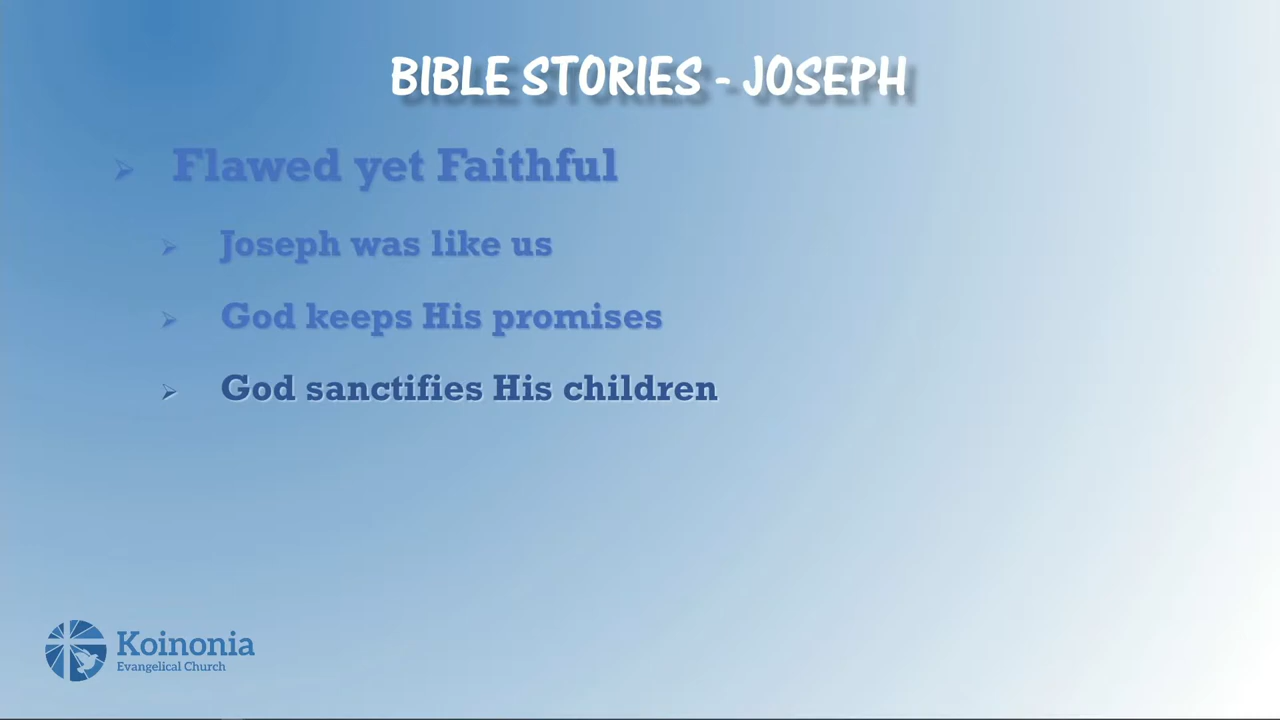 BIBLE STORIES - JOSEPH
Flawed yet Faithful
Joseph was like us
God keeps His promises
God sanctifies His children
Koinonia
Evangelical Church